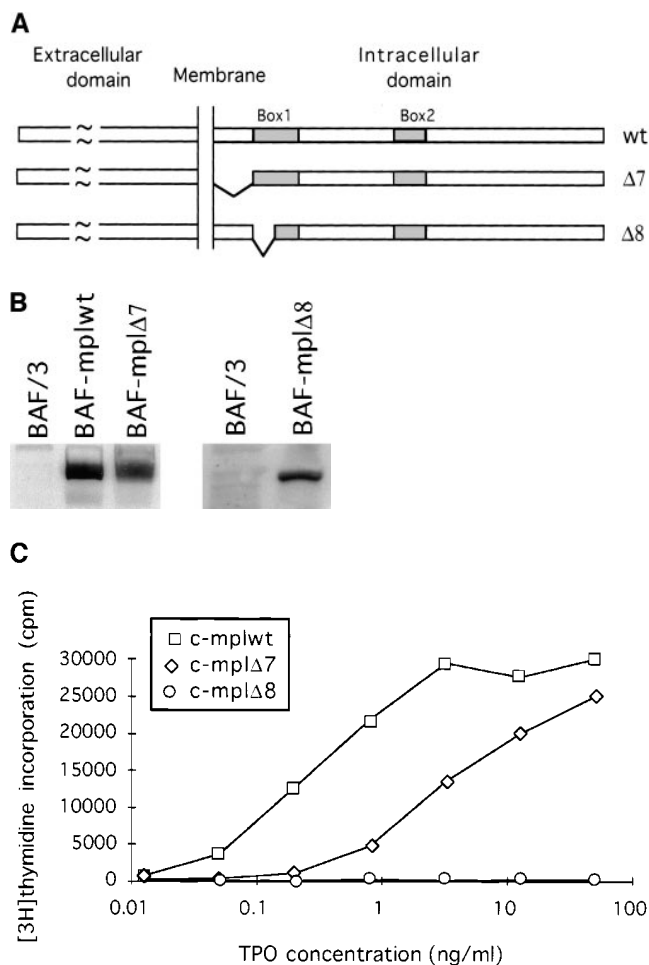 A
Extracellular domain
Membrane
Intracellular domain
Box1
Box2
wt
Δ7
Δ8
B
BAF/3
BAF-mplwt
BAF-mplΔ7
BAF/3
BAF-mplΔ8
C
[3H]thymidine incorporation (cpm)
c-mplwt
c-mplΔ7
c-mplΔ8
30000
25000
20000
15000
10000
5000
0
0.01
0.1
1
10
100
TPO concentration (ng/ml)